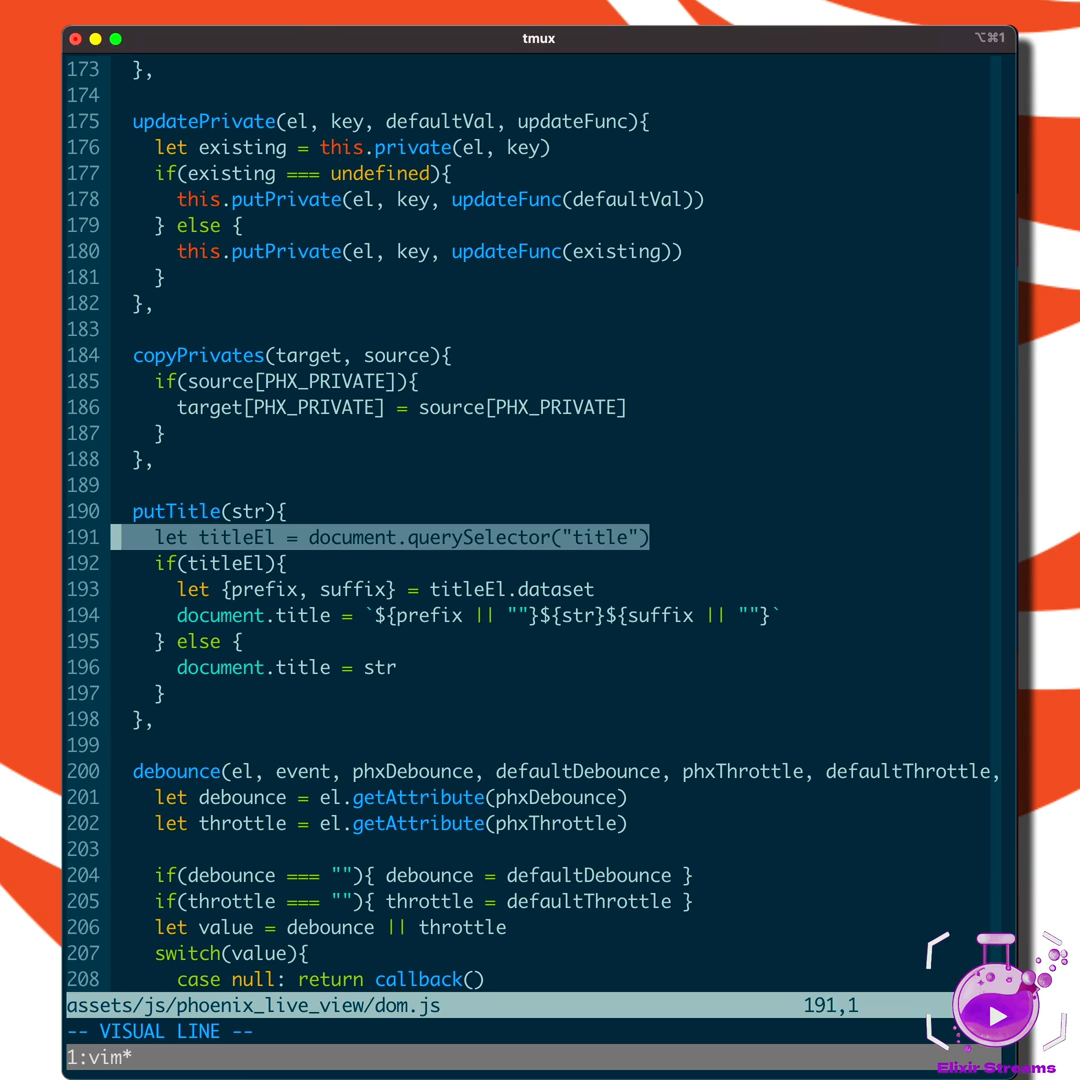 tmux
⌥⌘1
173 },
174
175 updatePrivate(el, key, defaultVal, updateFunc){
176 let existing = this.private(el, key)
177 if(existing === undefined){
178 this.putPrivate(el, key, updateFunc(defaultVal))
179 } else {
180 this.putPrivate(el, key, updateFunc(existing))
181 }
182 },
183
184 copyPrivates(target, source){
185 if(source[PHX_PRIVATE]){
186 target[PHX_PRIVATE] = source[PHX_PRIVATE]
187 }
188 },
189
190 putTitle(str){
191 let titleEl = document.querySelector("title")
192 if(titleEl){
193 let {prefix, suffix} = titleEl.dataset
194 document.title = `${prefix || ""}${str}${suffix || ""}`
195 } else {
196 document.title = str
197 }
198 },
199
200 debounce(el, event, phxDebounce, defaultDebounce, phxThrottle, defaultThrottle,
201 let debounce = el.getAttribute(phxDebounce)
202 let throttle = el.getAttribute(phxThrottle)
203
204 if(debounce === ""){ debounce = defaultDebounce }
205 if(throttle === ""){ throttle = defaultThrottle }
206 let value = debounce || throttle
207 switch(value){
208 case null: return callback()
assets/js/phoenix_live_view/dom.js 191,1
-- VISUAL LINE --
1:vim*
Elixir Streams